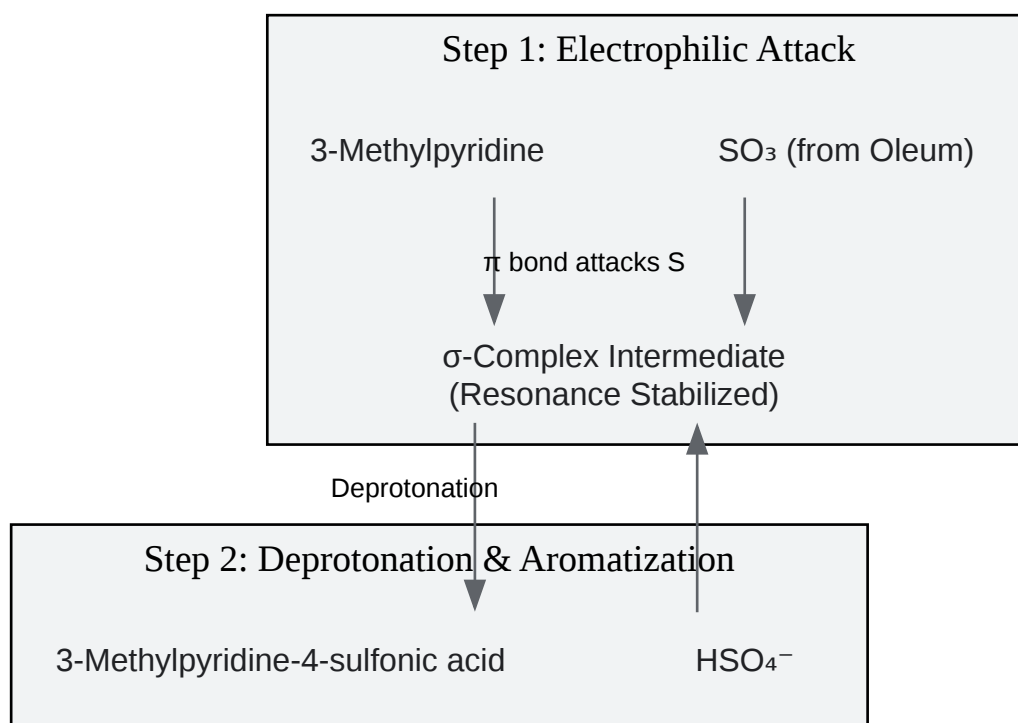 Step 1: Electrophilic Attack
3-Methylpyridine
SO₃ (from Oleum)
π bond attacks S
σ-Complex Intermediate
(Resonance Stabilized)
Deprotonation
Step 2: Deprotonation & Aromatization
3-Methylpyridine-4-sulfonic acid
HSO₄⁻